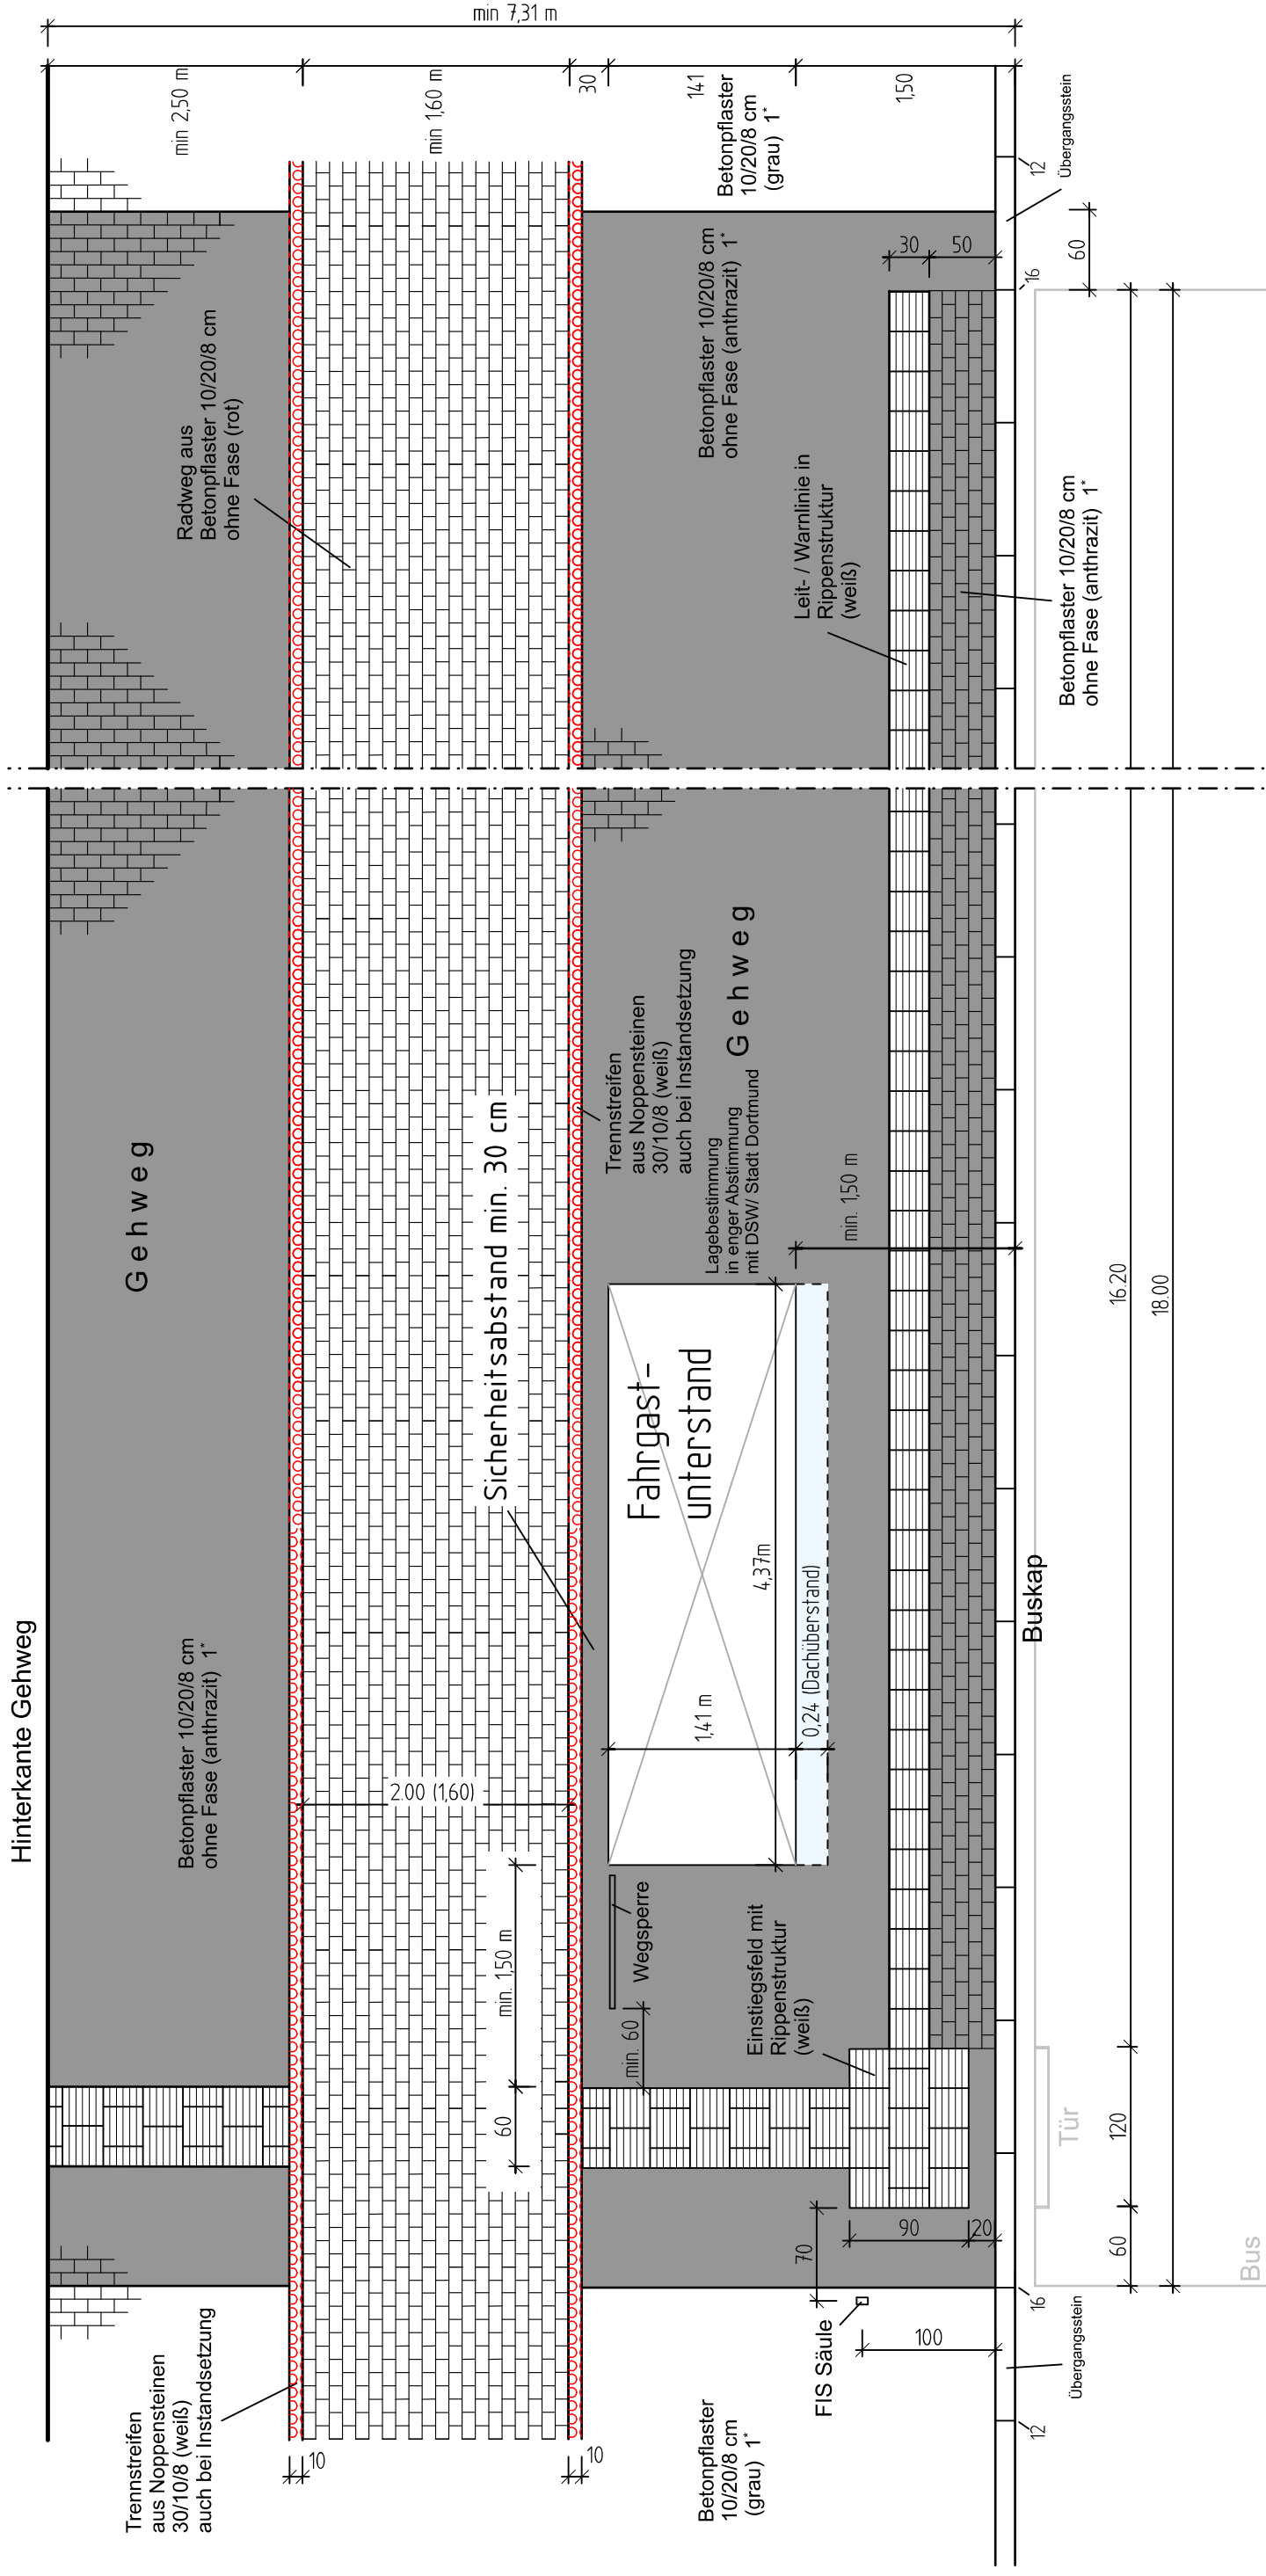 Hinterkante Gehweg
Gehweg
Betonpflaster 10/20/8 cm
ohne Fase (anthrazit) 1*
Radweg aus
Betonpflaster 10/20/8 cm
ohne Fase (rot)
Trennstreifen
aus Noppensteinen
30/10/8 (weiß)
auch bei Instandsetzung
10
10
2.00 (1,60)
min. 1,50 m
60
Sicherheitsabstand min. 30 cm
Trennstreifen
aus Noppensteinen
30/10/8 (weiß)
auch bei Instandsetzung
Gehweg
Lagebestimmung
in enger Abstimmung
mit DSW/ Stadt Dortmund
min. 1,50 m
Fahrgast-
unterstand
4,37m
1,41 m
0,24 (Dachüberstand)
Wegsperre
min. 60
Einstiegsfeld mit
Rippenstruktur
(weiß)
Betonpflaster 10/20/8 cm
ohne Fase (anthrazit) 1*
Leit- / Warnlinie in
Rippenstruktur
(weiß)
Betonpflaster 10/20/8 cm
ohne Fase (anthrazit) 1*
Betonpflaster
10/20/8 cm
(grau) 1*
Betonpflaster
10/20/8 cm
(grau) 1*
FIS Säule
70
90
20
100
30
50
Übergangsstein
12
16
Übergangsstein
16
12
Buskap
Tür
Bus
60
120
16.20
60
18.00
min 2,50 m
min 1,60 m
30
141
1,50
min 7,31 m